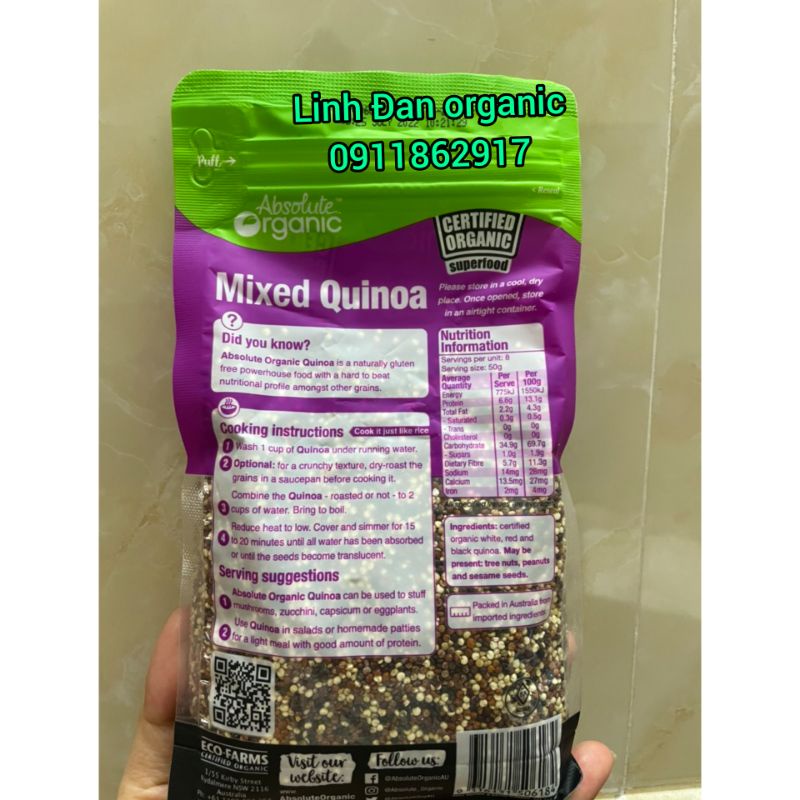 Linh Đan organic
0911862917
Pull
< Reseal
Absolute
Organic
CERTIFIED
ORGANIC
superfood
Mixed Quinoa
Please store in a cool, dry
place. Once opened, store
in an airtight container.
?
Did you know?
Absolute Organic Quinoa is a naturally gluten
free powerhouse food with a hard to beat
nutritional profile amongst other grains.
Nutrition
Information
Servings per unit: 8
Serving size: 50g
Average Quantity Per Serve Per 100g
Energy 775kJ 1550kJ
Protein 6.6g 13.1g
Total Fat 2.2g 4.3g
- Saturated 0.3g 0.5g
- Trans 0g 0g
Cholesterol 0g 0g
Carbohydrate 34.9g 69.7g
- Sugars 1.0g 1.9g
Dietary Fibre 5.7g 11.3g
Sodium 14mg 28mg
Calcium 13.5mg 27mg
Iron 2mg 4mg
Cooking instructions Cook it just like rice
1 Wash 1 cup of Quinoa under running water.
2 Optional: for a crunchy texture, dry-roast the
grains in a saucepan before cooking it.
Combine the Quinoa - roasted or not - to 2
3 cups of water. Bring to boil.
Reduce heat to low. Cover and simmer for 15
4 to 20 minutes until all water has been absorbed
or until the seeds become translucent.
Serving suggestions
1 Absolute Organic Quinoa can be used to stuff
mushrooms, zucchini, capsicum or eggplants.
2 Use Quinoa in salads or homemade patties
for a light meal with good amount of protein.
Ingredients: certified
organic white, red and
black quinoa. May be
present: tree nuts, peanuts
and sesame seeds.
Packed in Australia from
imported ingredients
ECO FARMS
CERTIFIED ORGANIC
1/55 Kirby Street
Rydalmere NSW 2116
Australia
Visit our
website:
Absolute Organic
Follow us:
@AbsoluteOrganicAU